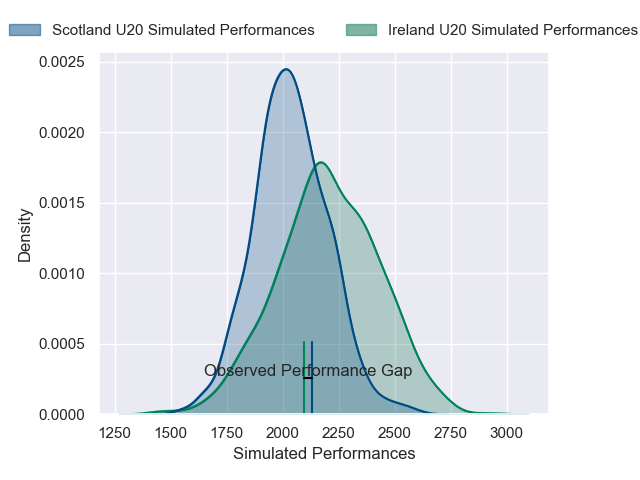 Scotland U20 Simulated Performances
Ireland U20 Simulated Performances
0.0025
0.0020
0.0015
0.0010
0.0005
0.0000
Density
Observed Performance Gap
1250 1500 1750 2000 2250 2500 2750 3000
Simulated Performances